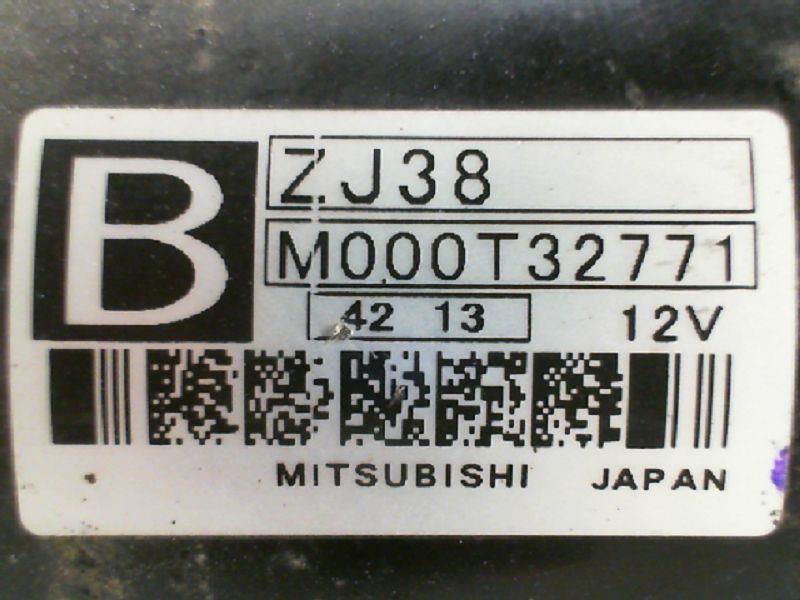 B
ZJ38
M000T32771
42 13
12V
MITSUBISHI JAPAN